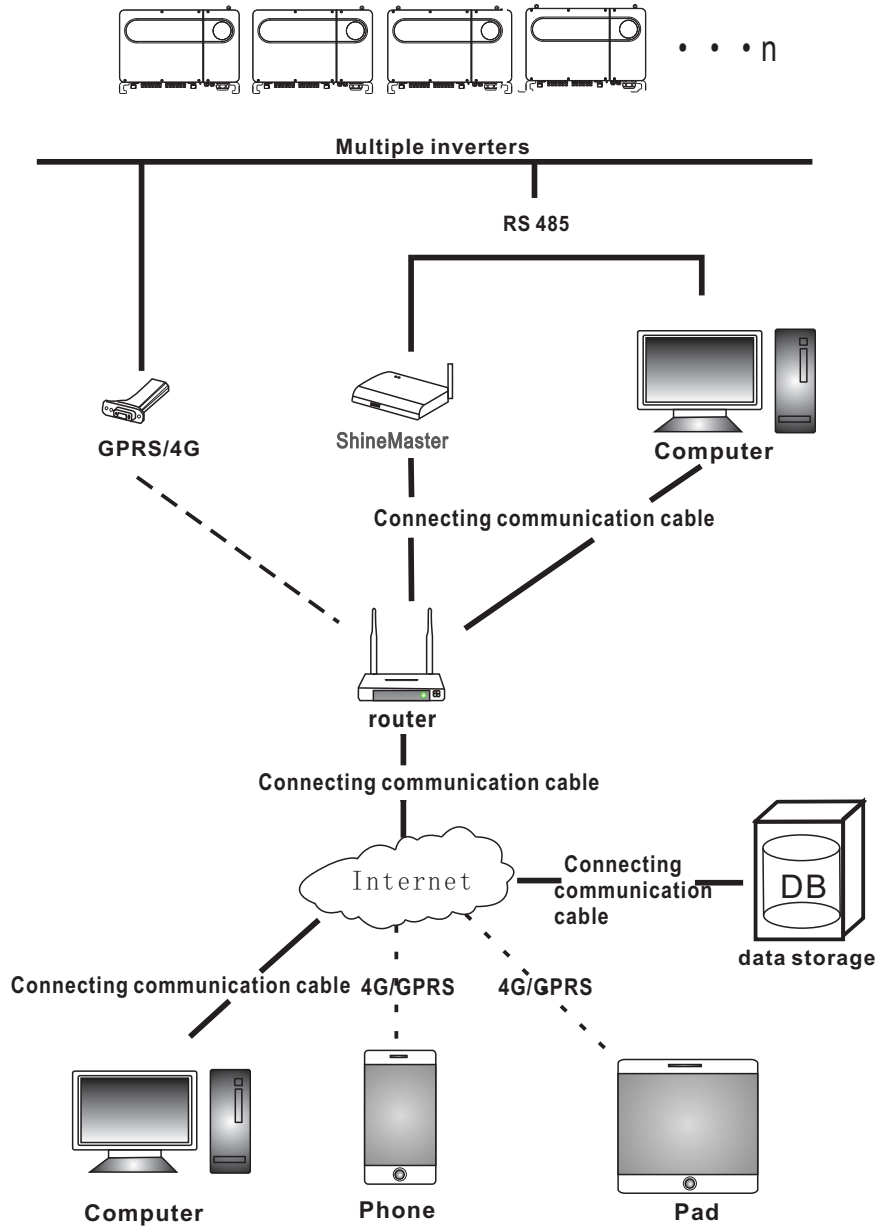 · · · n
Multiple inverters
RS 485
GPRS/4G
ShineMaster
Computer
Connecting communication cable
router
Connecting communication cable
Internet
Connecting
communication
cable
DB
data storage
Connecting communication cable
4G/GPRS
4G/GPRS
Computer
Phone
Pad